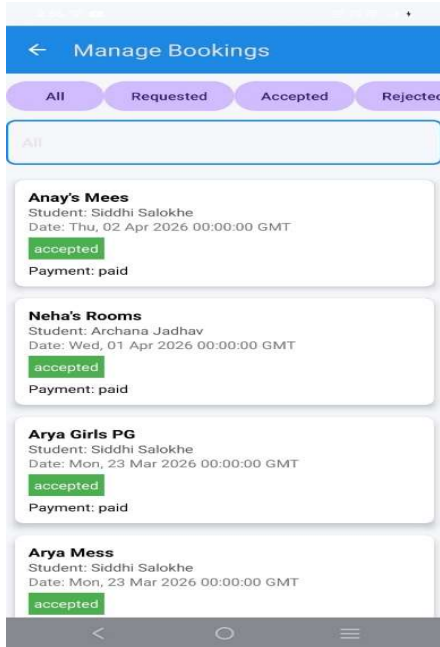 Manage Bookings
All Requested Accepted Rejected
All
Anay's Mees
Student: Siddhi Salokhe
Date: Thu, 02 Apr 2026 00:00:00 GMT
accepted
Payment: paid
Neha's Rooms
Student: Archana Jadhav
Date: Wed, 01 Apr 2026 00:00:00 GMT
accepted
Payment: paid
Arya Girls PG
Student: Siddhi Salokhe
Date: Mon, 23 Mar 2026 00:00:00 GMT
accepted
Payment: paid
Arya Mess
Student: Siddhi Salokhe
Date: Mon, 23 Mar 2026 00:00:00 GMT
accepted